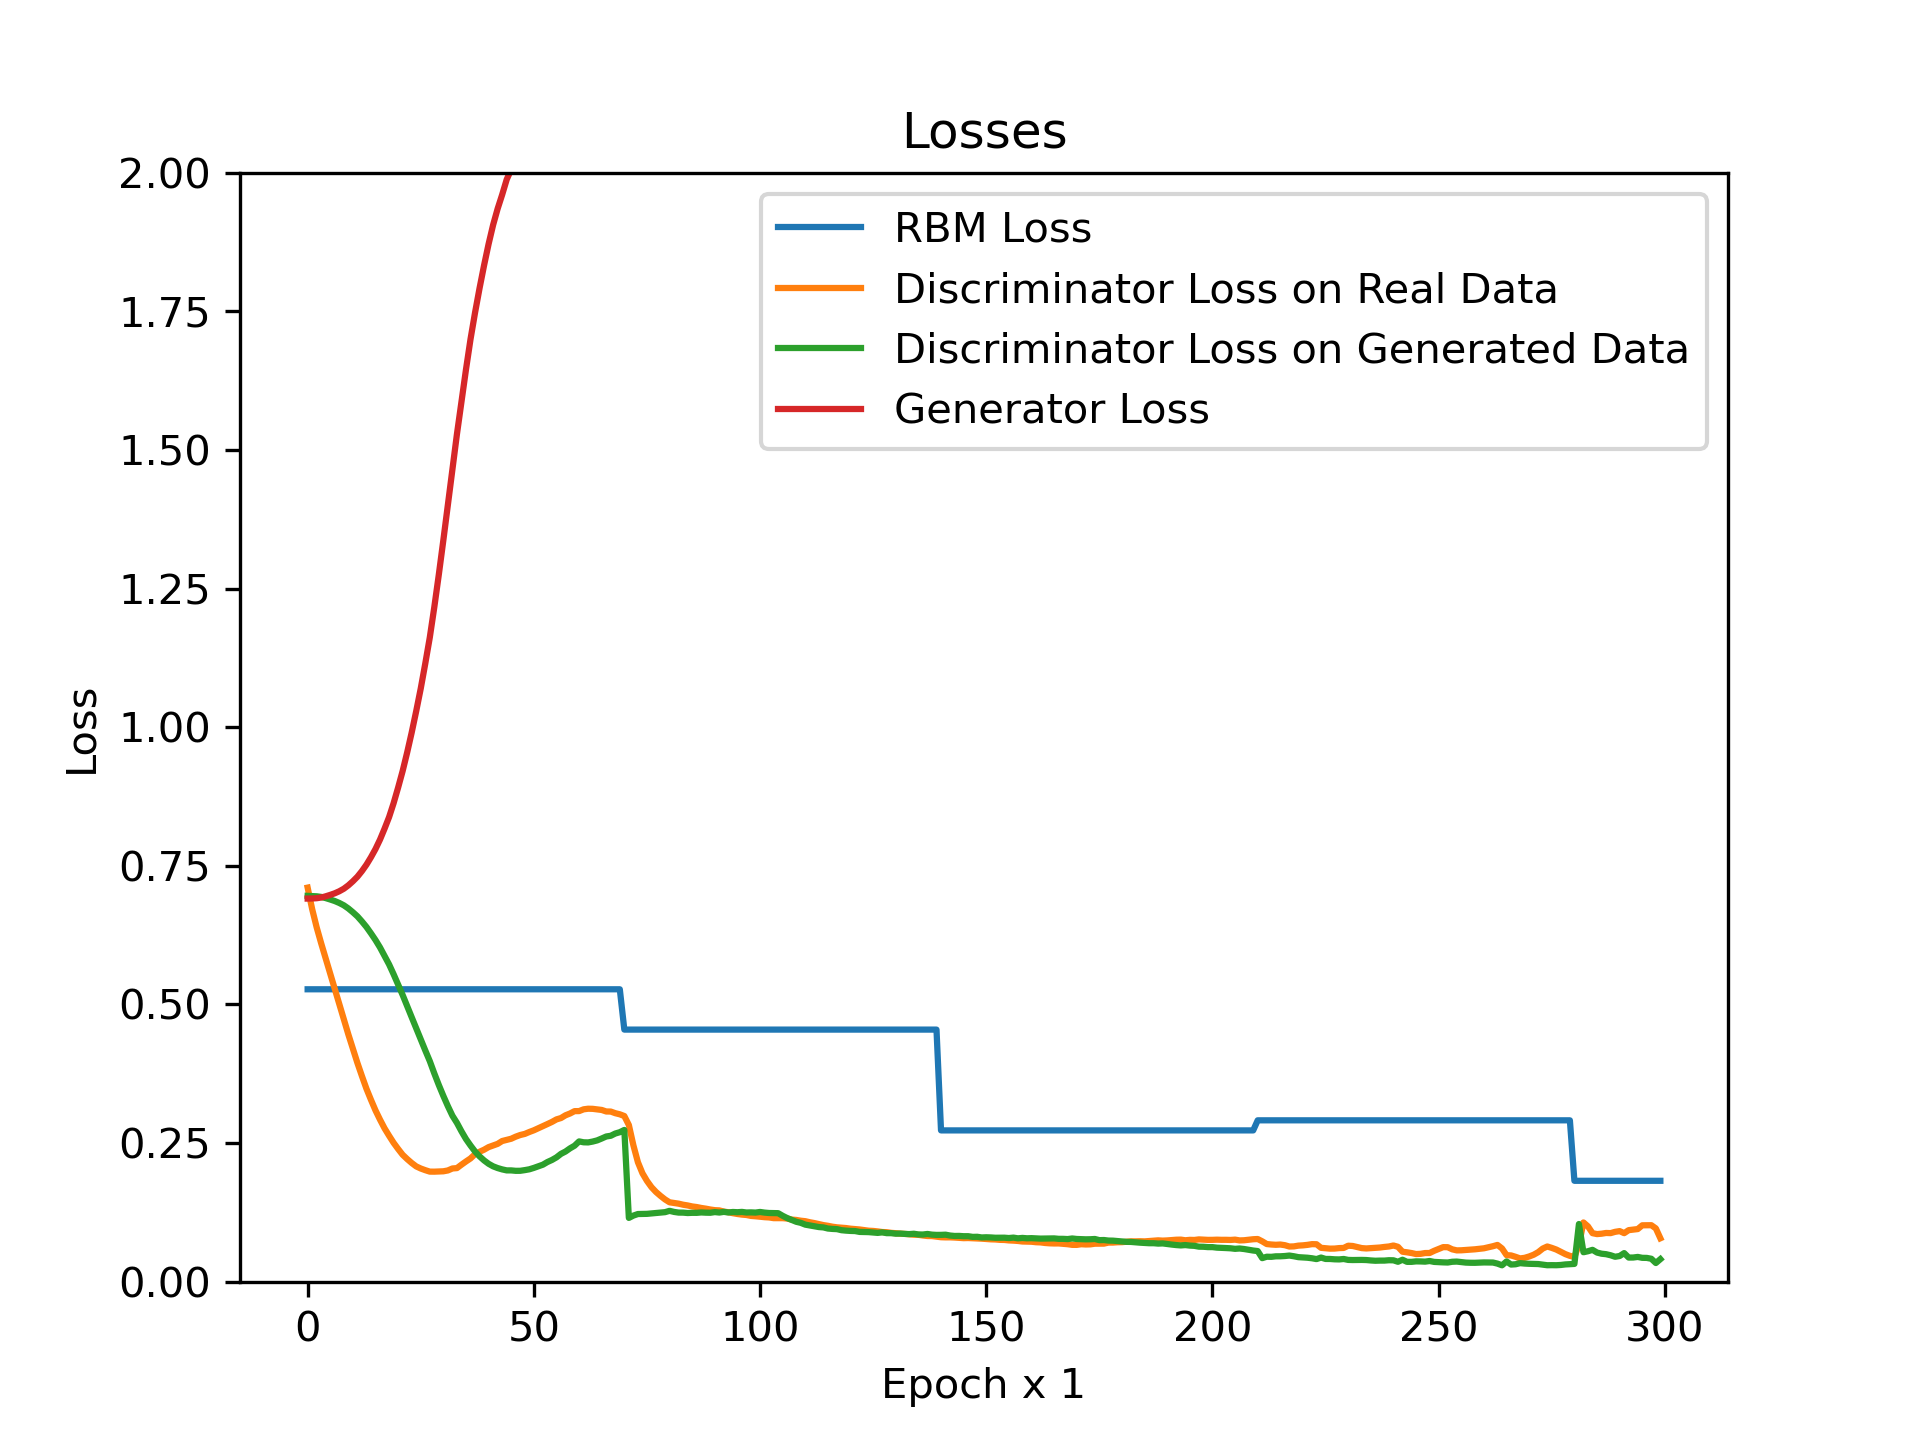 Losses
2.00
1.75
1.50
1.25
1.00
0.75
0.50
0.25
0.00
Loss
RBM Loss
Discriminator Loss on Real Data
Discriminator Loss on Generated Data
Generator Loss
0 50 100 150 200 250 300
Epoch x 1